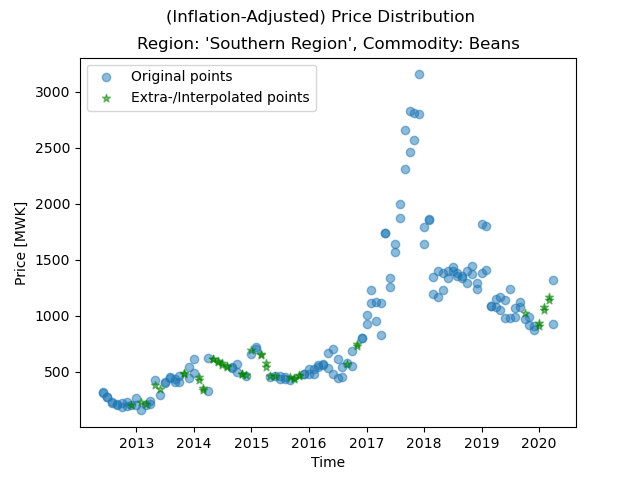 (Inflation-Adjusted) Price Distribution
Region: 'Southern Region', Commodity: Beans
Original points
Extra-/Interpolated points
3000
2500
2000
1500
1000
500
Price [MWK]
2013 2014 2015 2016 2017 2018 2019 2020
Time